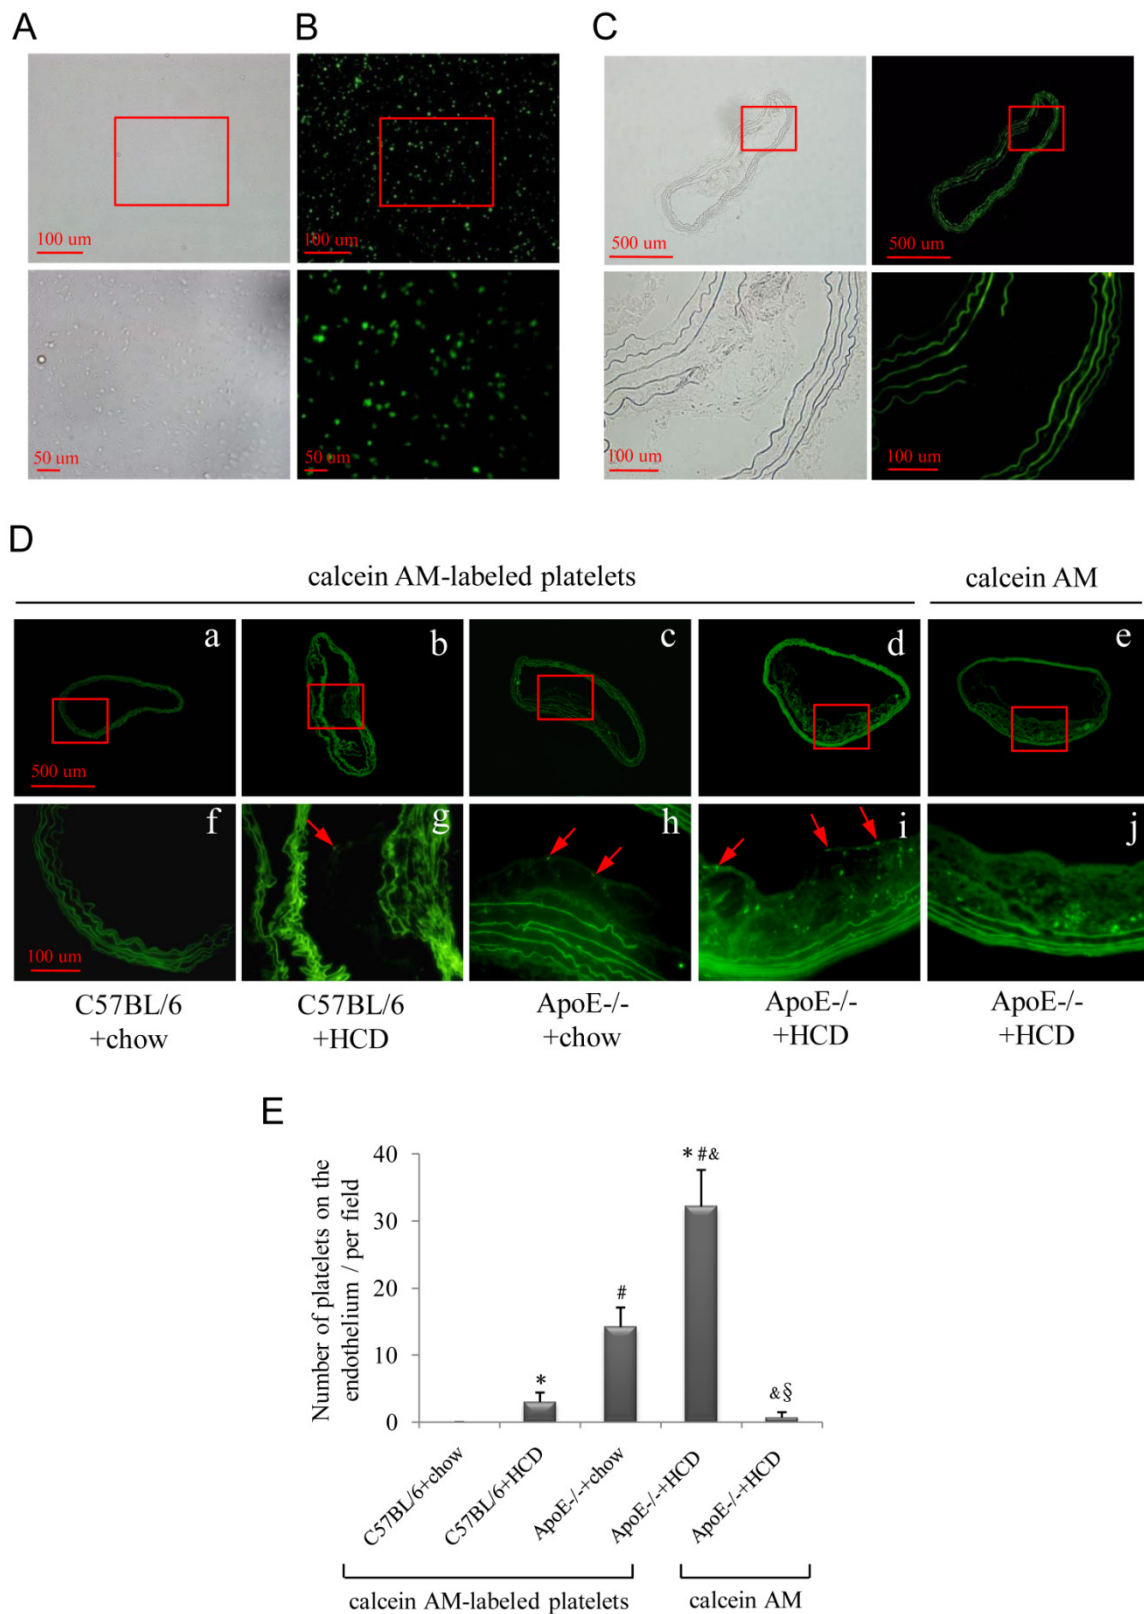 A
B
C
100 um
100 um
500 um
500 um
50 um
50 um
100 um
100 um
D
calcein AM-labeled platelets
calcein AM
a
b
c
d
e
500 um
f
g
h
i
j
100 um
C57BL/6
+chow
C57BL/6
+HCD
ApoE-/-
+chow
ApoE-/-
+HCD
ApoE-/-
+HCD
E
Number of platelets on the
endothelium / per field
40
30
20
10
0
*
#
*#&
&§
C57BL/6+chow
C57BL/6+HCD
ApoE-/-+chow
ApoE-/-+HCD
ApoE-/-+HCD
calcein AM-labeled platelets
calcein AM